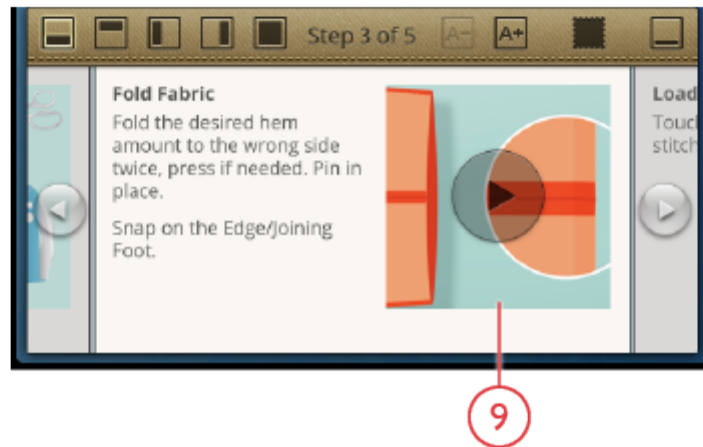 Step 3 of 5 A- A+
Fold Fabric
Fold the desired hem
amount to the wrong side
twice, press if needed. Pin in
place.
Snap on the Edge/Joining
Foot.
Load
Touc
stitch
9